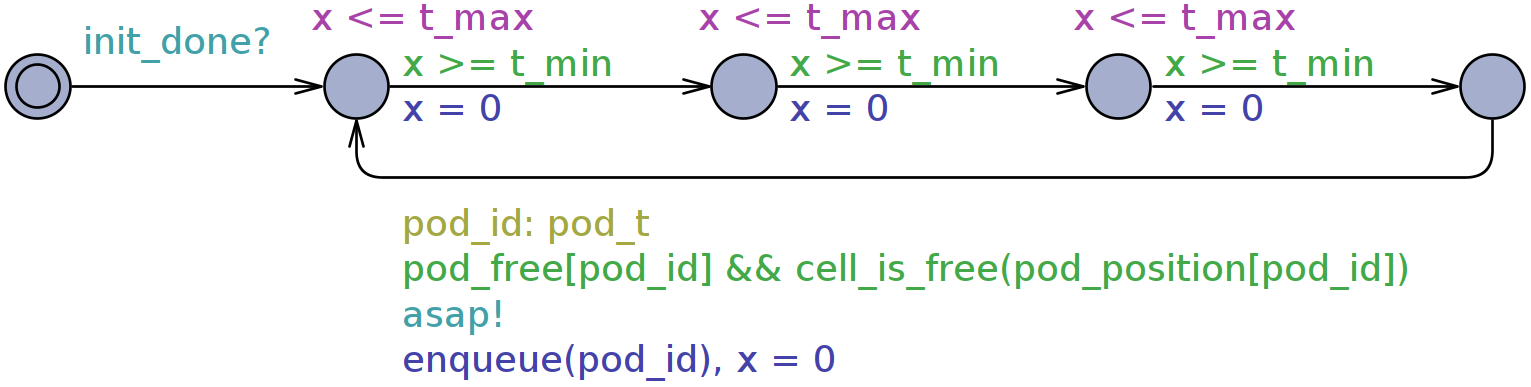 x <= t_max x <= t_max x <= t_max
init_done?
x >= t_min x >= t_min x >= t_min
x = 0 x = 0 x = 0
pod_id: pod_t
pod_free[pod_id] && cell_is_free(pod_position[pod_id])
asap!
enqueue(pod_id), x = 0